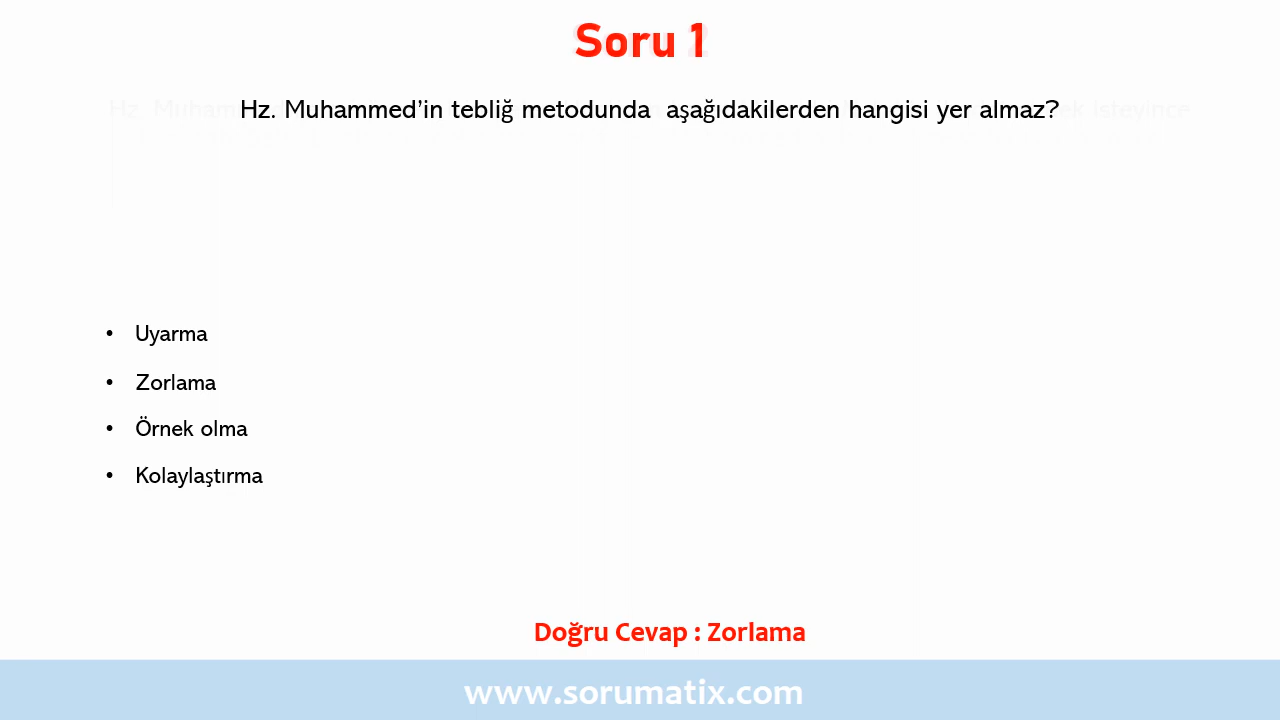 Soru 1
Hz. Muhammed’in tebliğ metodunda aşağıdakilerden hangisi yer almaz?
• Uyarma
• Zorlama
• Örnek olma
• Kolaylaştırma
Doğru Cevap : Zorlama
www.sorumatix.com